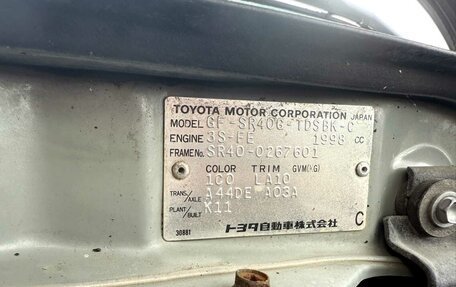 TOYOTA MOTOR CORPORATION JAPAN
MODEL GF-SR40G-TDSBK-C
ENGINE 3S-FE 1998 CC
FRAME No. SR40-0267601
COLOR TRIM GVM(KG)
1C0 LA10
TRANS./AXLE A44DE A03A
PLANT/BUILT K11
トヨタ自動車株式会社 C
30881